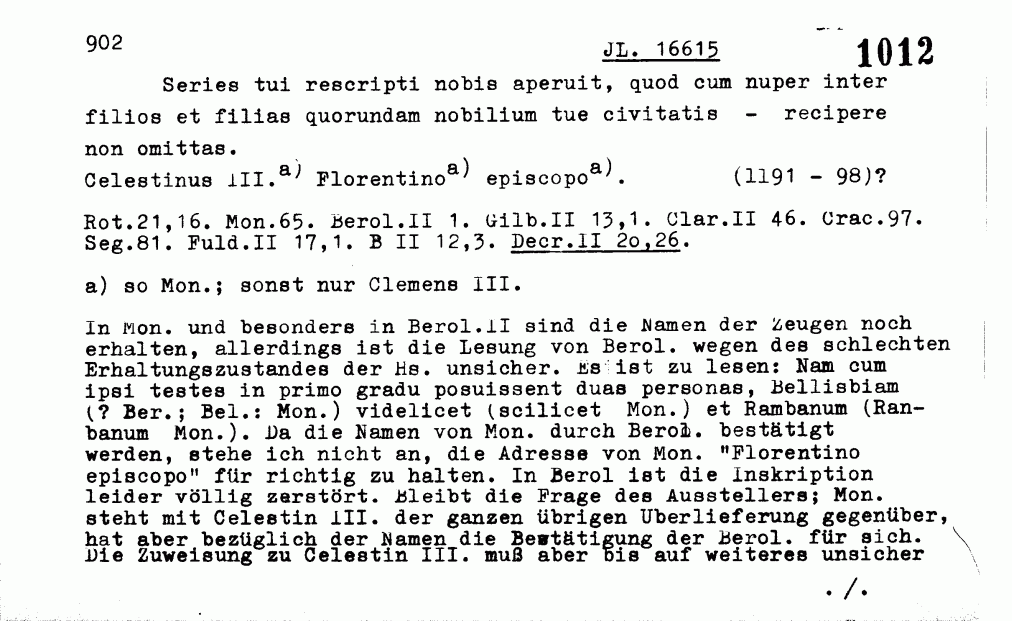 902
JL. 16615
1012
Series tui rescripti nobis aperuit, quod cum nuper inter
filios et filias quorundam nobilium tue civitatis - recipere
non omittas.
Celestinus III.a) Florentinoa) episcopoa). (1191 - 98)?
Rot.21,16. Mon.65. Berol.II 1. Gilb.II 13,1. Clar.II 46. Crac.97.
Seg.81. Fuld.II 17,1. B II 12,3. Decr.II 2o,26.
a) so Mon.; sonst nur Clemens III.
In Mon. und besonders in Berol.II sind die Namen der Zeugen noch
erhalten, allerdings ist die Lesung von Berol. wegen des schlechten
Erhaltungszustandes der Hs. unsicher. Es ist zu lesen: Nam cum
ipsi testes in primo gradu posuissent duas personas, Bellisbiam
(? Ber.; Bel.: Mon.) videlicet (scilicet Mon.) et Rambanum (Ran-
banum Mon.). Da die Namen von Mon. durch Berol. bestätigt
werden, stehe ich nicht an, die Adresse von Mon. "Florentino
episcopo" für richtig zu halten. In Berol ist die Inskription
leider völlig zerstört. Bleibt die Frage des Ausstellers; Mon.
steht mit Celestin III. der ganzen übrigen Uberlieferung gegenüber,
hat aber bezüglich der Namen die Bestätigung der Berol. für sich.
Die Zuweisung zu Celestin III. muß aber bis auf weiteres unsicher
./.